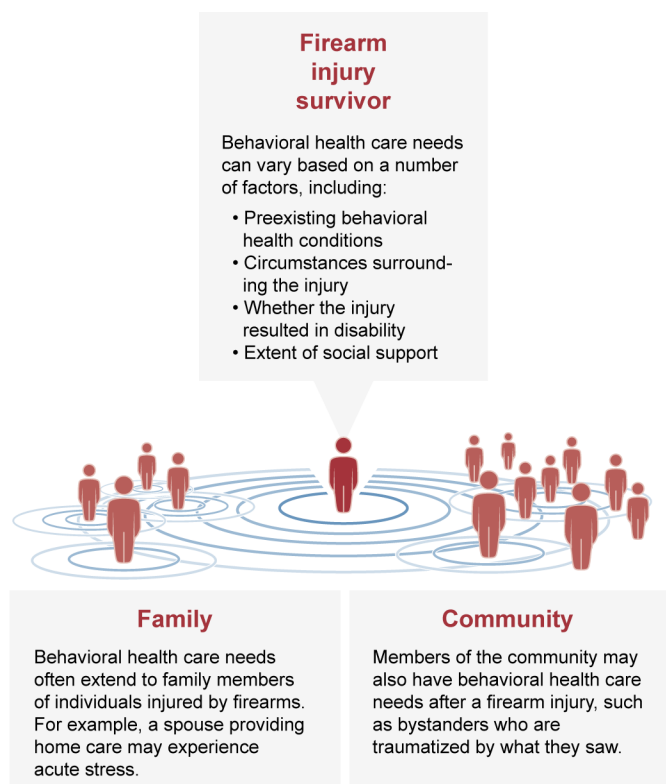 Firearm
injury
survivor
Behavioral health care needs
can vary based on a number
of factors, including:
• Preexisting behavioral
health conditions
• Circumstances surround-
ing the injury
• Whether the injury
resulted in disability
• Extent of social support
Family
Behavioral health care needs
often extend to family members
of individuals injured by firearms.
For example, a spouse providing
home care may experience
acute stress.
Community
Members of the community may
also have behavioral health care
needs after a firearm injury, such
as bystanders who are
traumatized by what they saw.